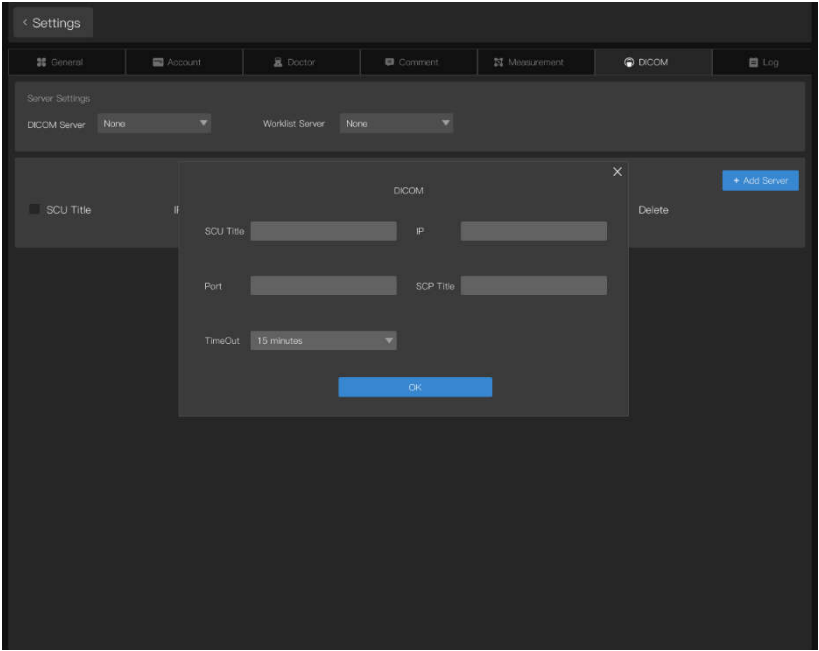 < Settings
General Account Doctor Comment Measurement DICOM Log
Server Settings
DICOM Server None Worklist Server None
X
DICOM
+ Add Server
SCU Title Delete
SCU Title IP
Port SCP Title
TimeOut 15 minutes
OK